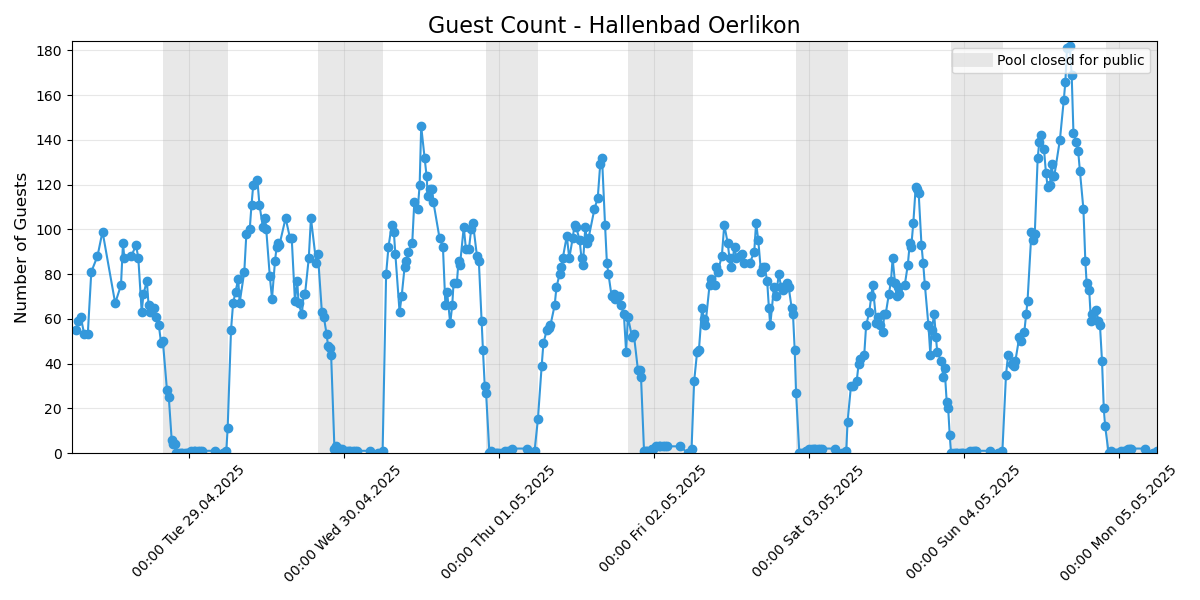 Guest Count - Hallenbad Oerlikon
Pool closed for public
Number of Guests
180
160
140
120
100
80
60
40
20
0
00:00 Tue 29.04.2025
00:00 Wed 30.04.2025
00:00 Thu 01.05.2025
00:00 Fri 02.05.2025
00:00 Sat 03.05.2025
00:00 Sun 04.05.2025
00:00 Mon 05.05.2025